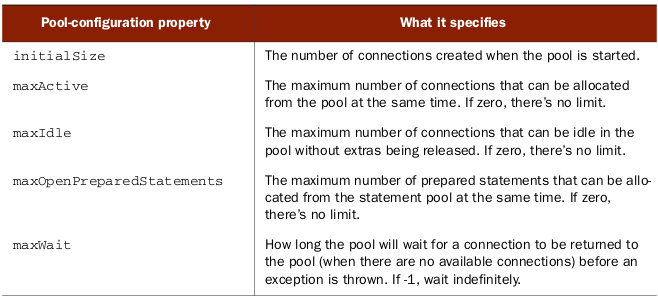 Pool-configuration property What it specifies
initialSize The number of connections created when the pool is started.
maxActive The maximum number of connections that can be allocated
from the pool at the same time. If zero, there’s no limit.
maxIdle The maximum number of connections that can be idle in the
pool without extras being released. If zero, there’s no limit.
maxOpenPreparedStatements The maximum number of prepared statements that can be allo-
cated from the statement pool at the same time. If zero,
there’s no limit.
maxWait How long the pool will wait for a connection to be returned to
the pool (when there are no available connections) before an
exception is thrown. If -1, wait indefinitely.